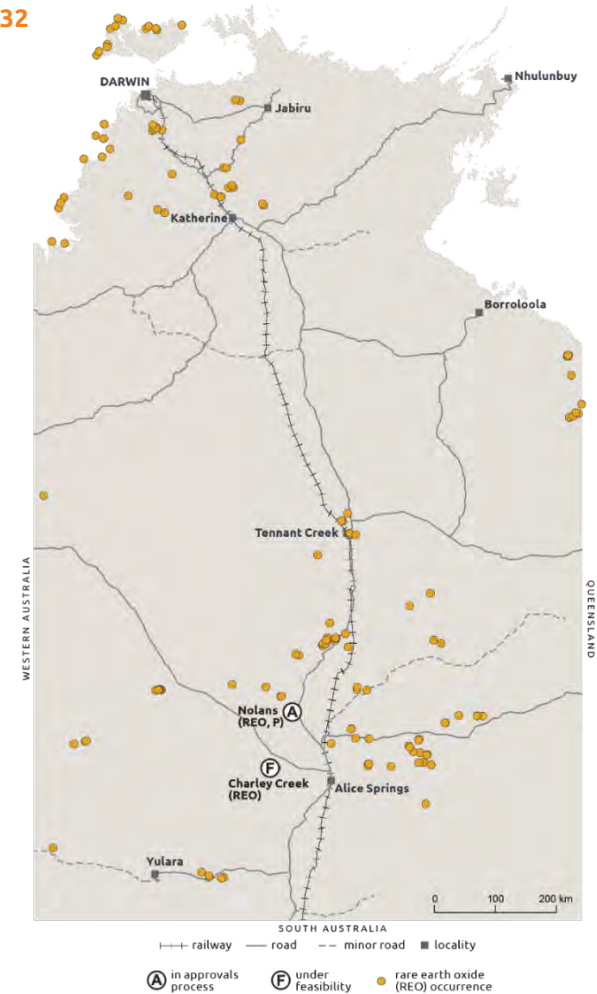 32
DARWIN
Nhulunbuy
Jabiru
Katherine
Borroloola
Tennant Creek
WESTERN AUSTRALIA
QUEENSLAND
Nolans
(REO, P)
A
F
Charley Creek
(REO)
Alice Springs
Yulara
0 100 200 km
SOUTH AUSTRALIA
railway road minor road locality
A in approvals
process
F under
feasibility
rare earth oxide
(REO) occurrence